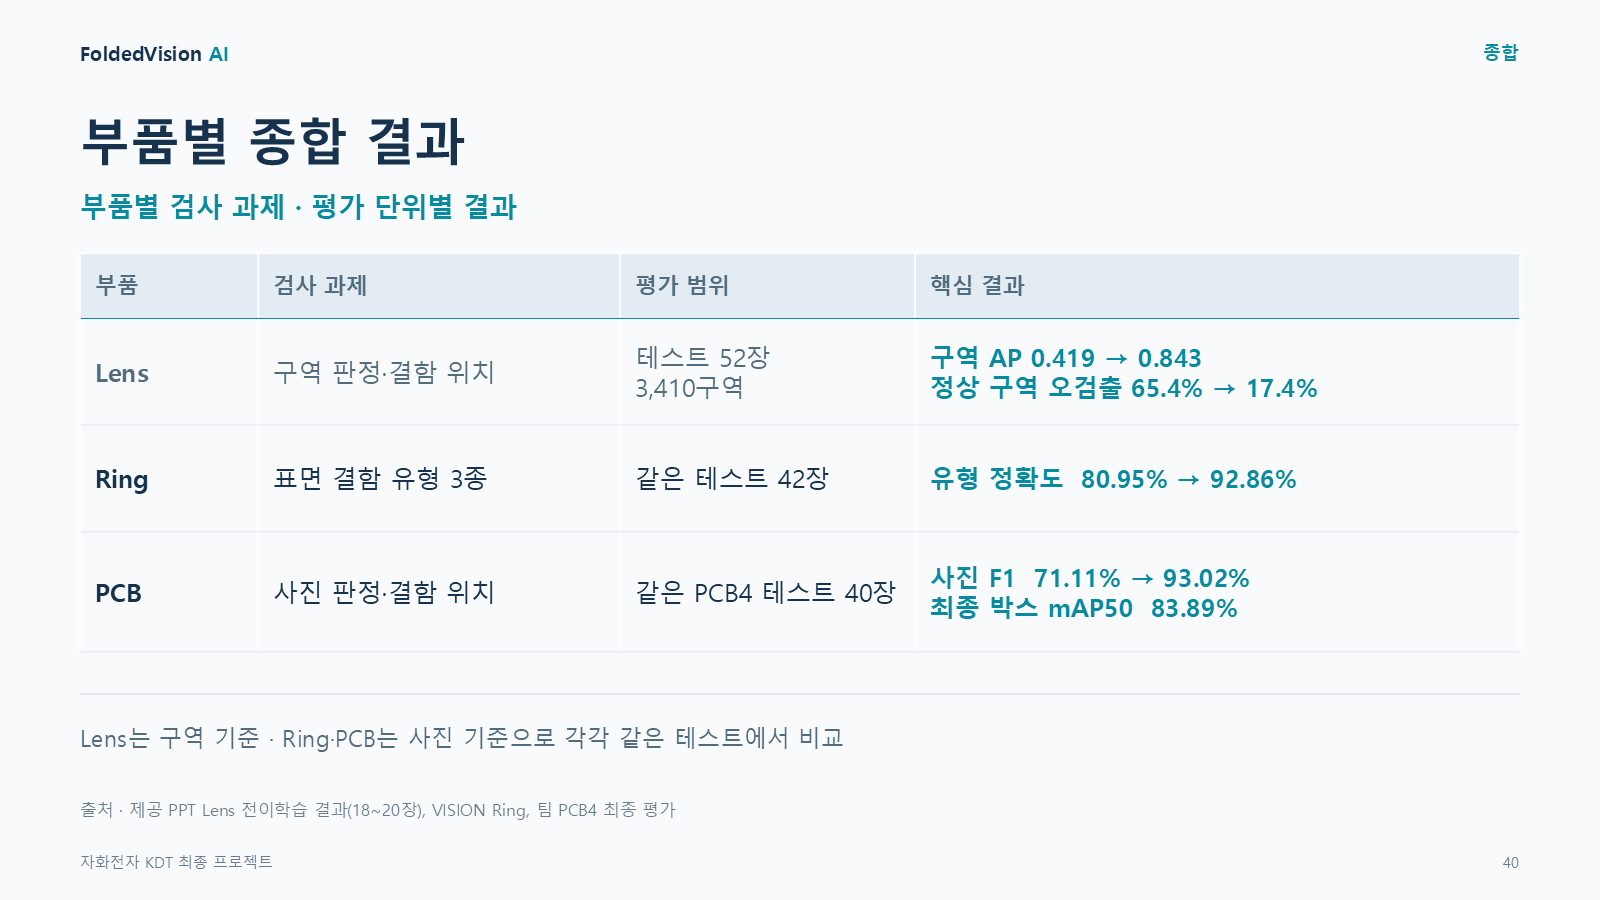 FoldedVision AI
종합
부품별 종합 결과
부품별 검사 과제 · 평가 단위별 결과
부품
검사 과제
평가 범위
핵심 결과
Lens
구역 판정·결함 위치
테스트 52장
3,410구역
구역 AP 0.419 → 0.843
정상 구역 오검출 65.4% → 17.4%
Ring
표면 결함 유형 3종
같은 테스트 42장
유형 정확도 80.95% → 92.86%
PCB
사진 판정·결함 위치
같은 PCB4 테스트 40장
사진 F1 71.11% → 93.02%
최종 박스 mAP50 83.89%
Lens는 구역 기준 · Ring·PCB는 사진 기준으로 각각 같은 테스트에서 비교
출처 · 제공 PPT Lens 전이학습 결과(18~20장), VISION Ring, 팀 PCB4 최종 평가
자화전자 KDT 최종 프로젝트
40